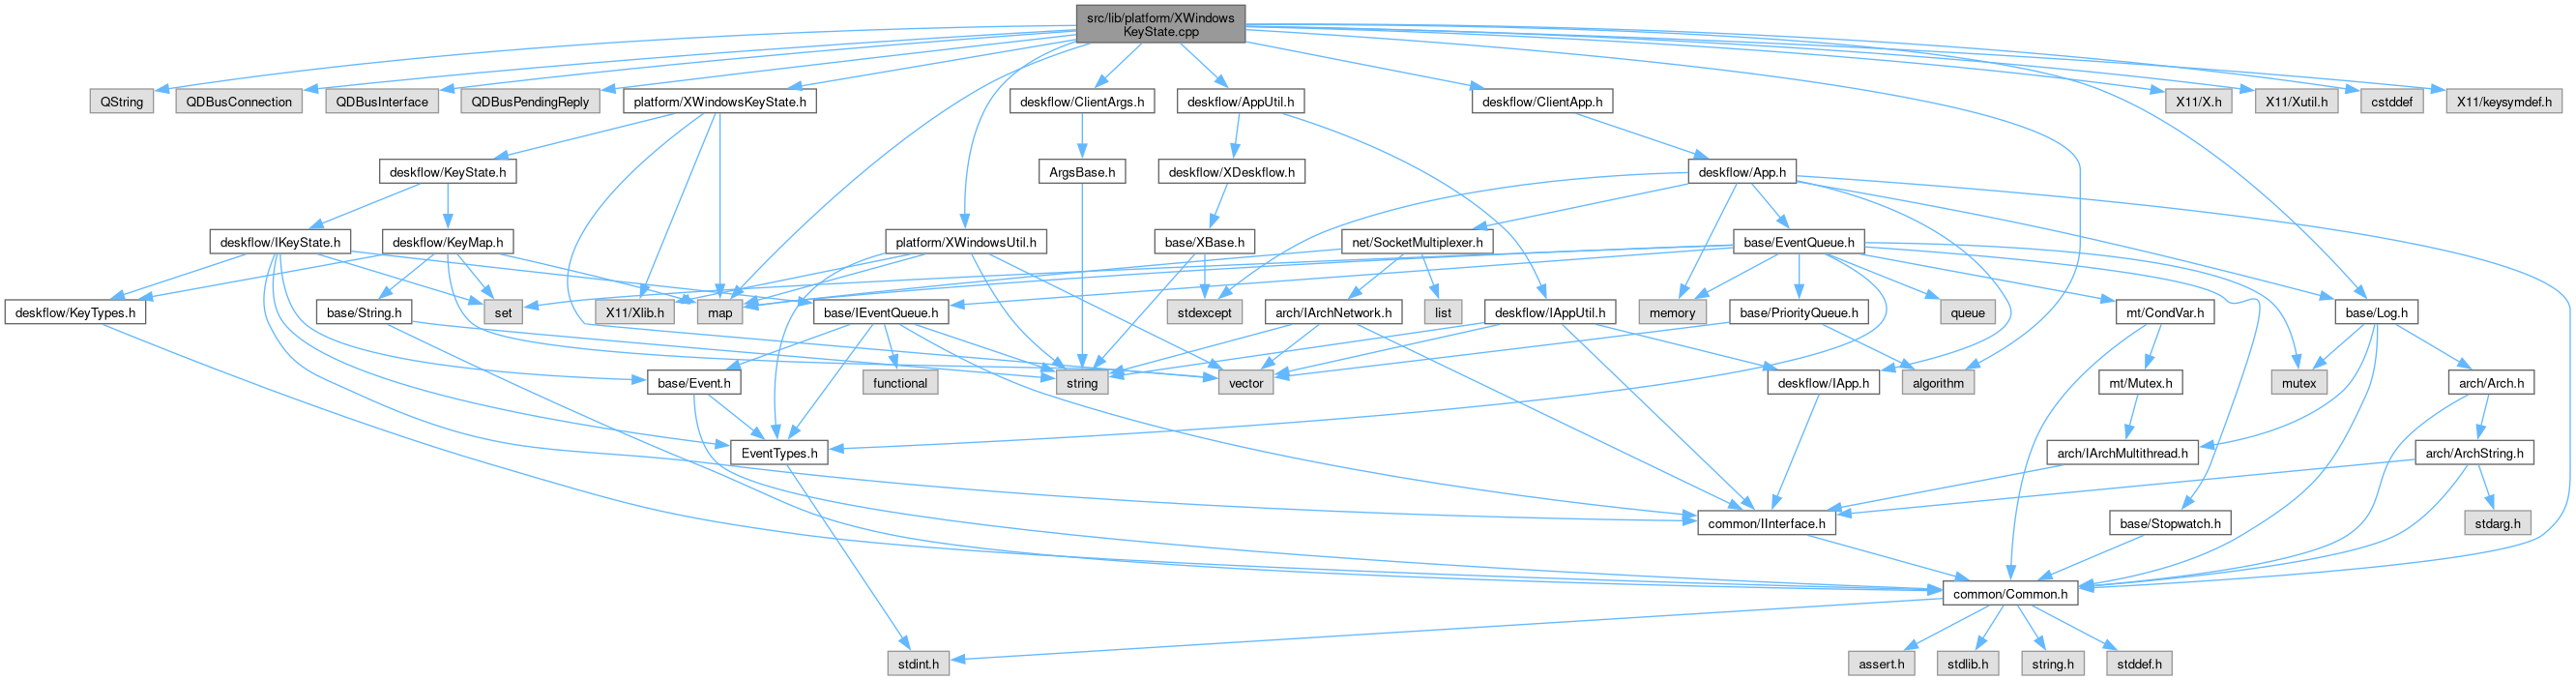 src/lib/platform/XWindows
KeyState.cpp
QString
QDBusConnection
QDBusInterface
QDBusPendingReply
platform/XWindowsKeyState.h
deskflow/ClientArgs.h
deskflow/AppUtil.h
deskflow/ClientApp.h
X11/X.h
X11/Xutil.h
cstddef
X11/keysymdef.h
deskflow/KeyState.h
ArgsBase.h
deskflow/XDeskflow.h
deskflow/App.h
deskflow/IKeyState.h
deskflow/KeyMap.h
platform/XWindowsUtil.h
base/XBase.h
net/SocketMultiplexer.h
base/EventQueue.h
deskflow/KeyTypes.h
base/String.h
set
X11/Xlib.h
map
base/IEventQueue.h
stdexcept
arch/IArchNetwork.h
list
deskflow/IAppUtil.h
memory
base/PriorityQueue.h
queue
mt/CondVar.h
base/Log.h
base/Event.h
functional
string
vector
deskflow/IApp.h
algorithm
mt/Mutex.h
mutex
arch/Arch.h
EventTypes.h
arch/IArchMultithread.h
arch/ArchString.h
common/IInterface.h
base/Stopwatch.h
stdarg.h
common/Common.h
stdint.h
assert.h
stdlib.h
string.h
stddef.h